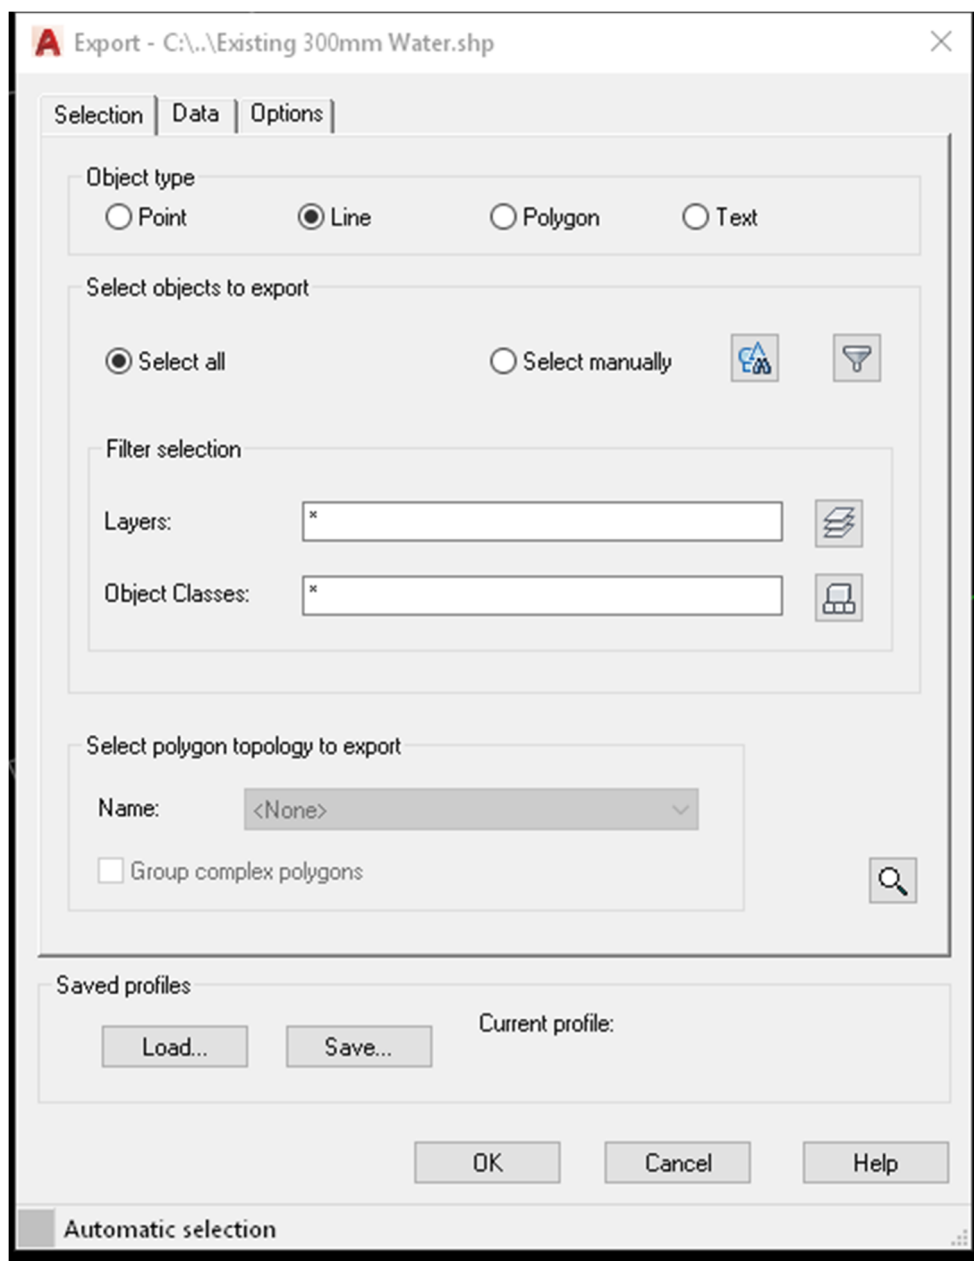 Export - C:\..\Existing 300mm Water.shp
Selection Data Options
Object type
Point Line Polygon Text
Select objects to export
Select all Select manually
Filter selection
Layers: *
Object Classes: *
Select polygon topology to export
Name: <None>
Group complex polygons
Saved profiles
Load... Save... Current profile:
OK Cancel Help
Automatic selection